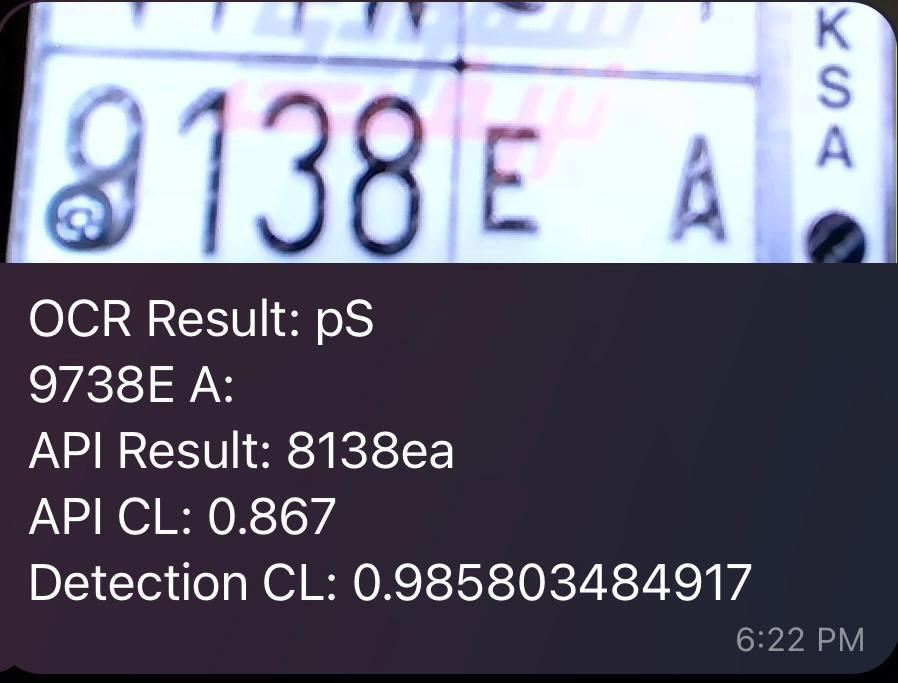 9138 E A
K
S
A
OCR Result: pS
9738E A:
API Result: 8138ea
API CL: 0.867
Detection CL: 0.985803484917
6:22 PM